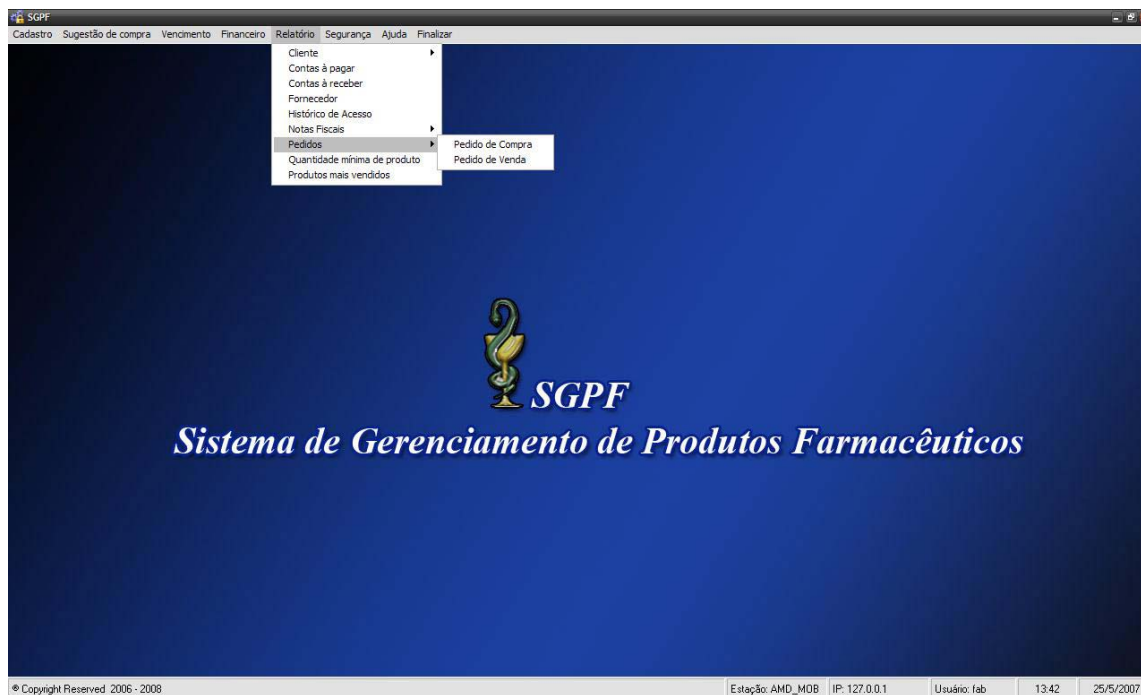 SGPF
Cadastro Sugestão de compra Vencimento Financeiro Relatório Segurança Ajuda Finalizar
Cliente
Contas à pagar
Contas à receber
Fornecedor
Histórico de Acesso
Notas Fiscais
Pedidos
Pedido de Compra
Quantidade mínima de produto
Pedido de Venda
Produtos mais vendidos
SGPF
Sistema de Gerenciamento de Produtos Farmacêuticos
© Copyright Reserved 2006 - 2008 Estação: AMD_MOB IP: 127.0.0.1 Usuário: fab 13:42 25/5/2007